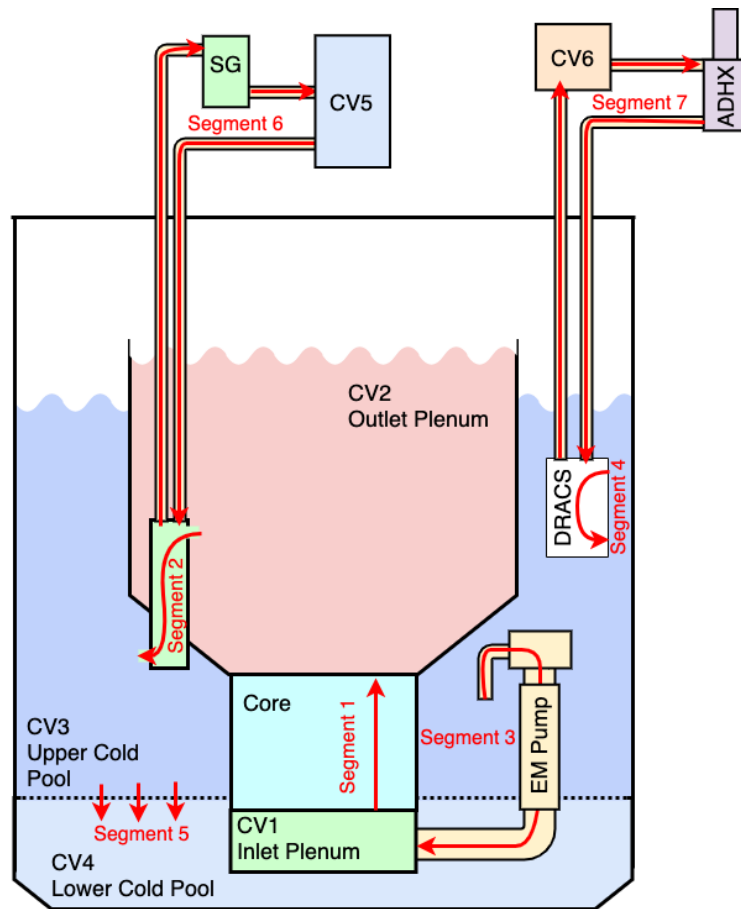 SG
CV5
Segment 6
CV6
Segment 7
ADHX
CV2
Outlet Plenum
DRACS
Segment 4
Segment 2
Core
Segment 1
Segment 3
EM Pump
CV3
Upper Cold
Pool
Segment 5
CV1
Inlet Plenum
CV4
Lower Cold Pool